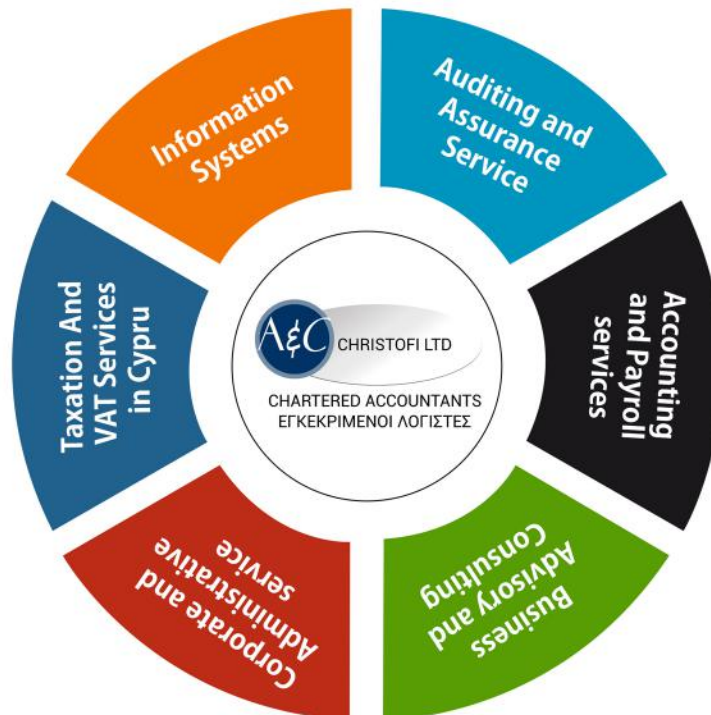 Information
Systems
Auditing and
Assurance
Service
Accounting
and Payroll
services
Business
Advisory and
Consulting
Corporate and
Administrative
service
Taxation And
VAT Services
in Cypru
A&C CHRISTOFI LTD
CHARTERED ACCOUNTANTS
ΕΓΚΕΚΡΙΜΕΝΟΙ ΛΟΓΙΣΤΕΣ